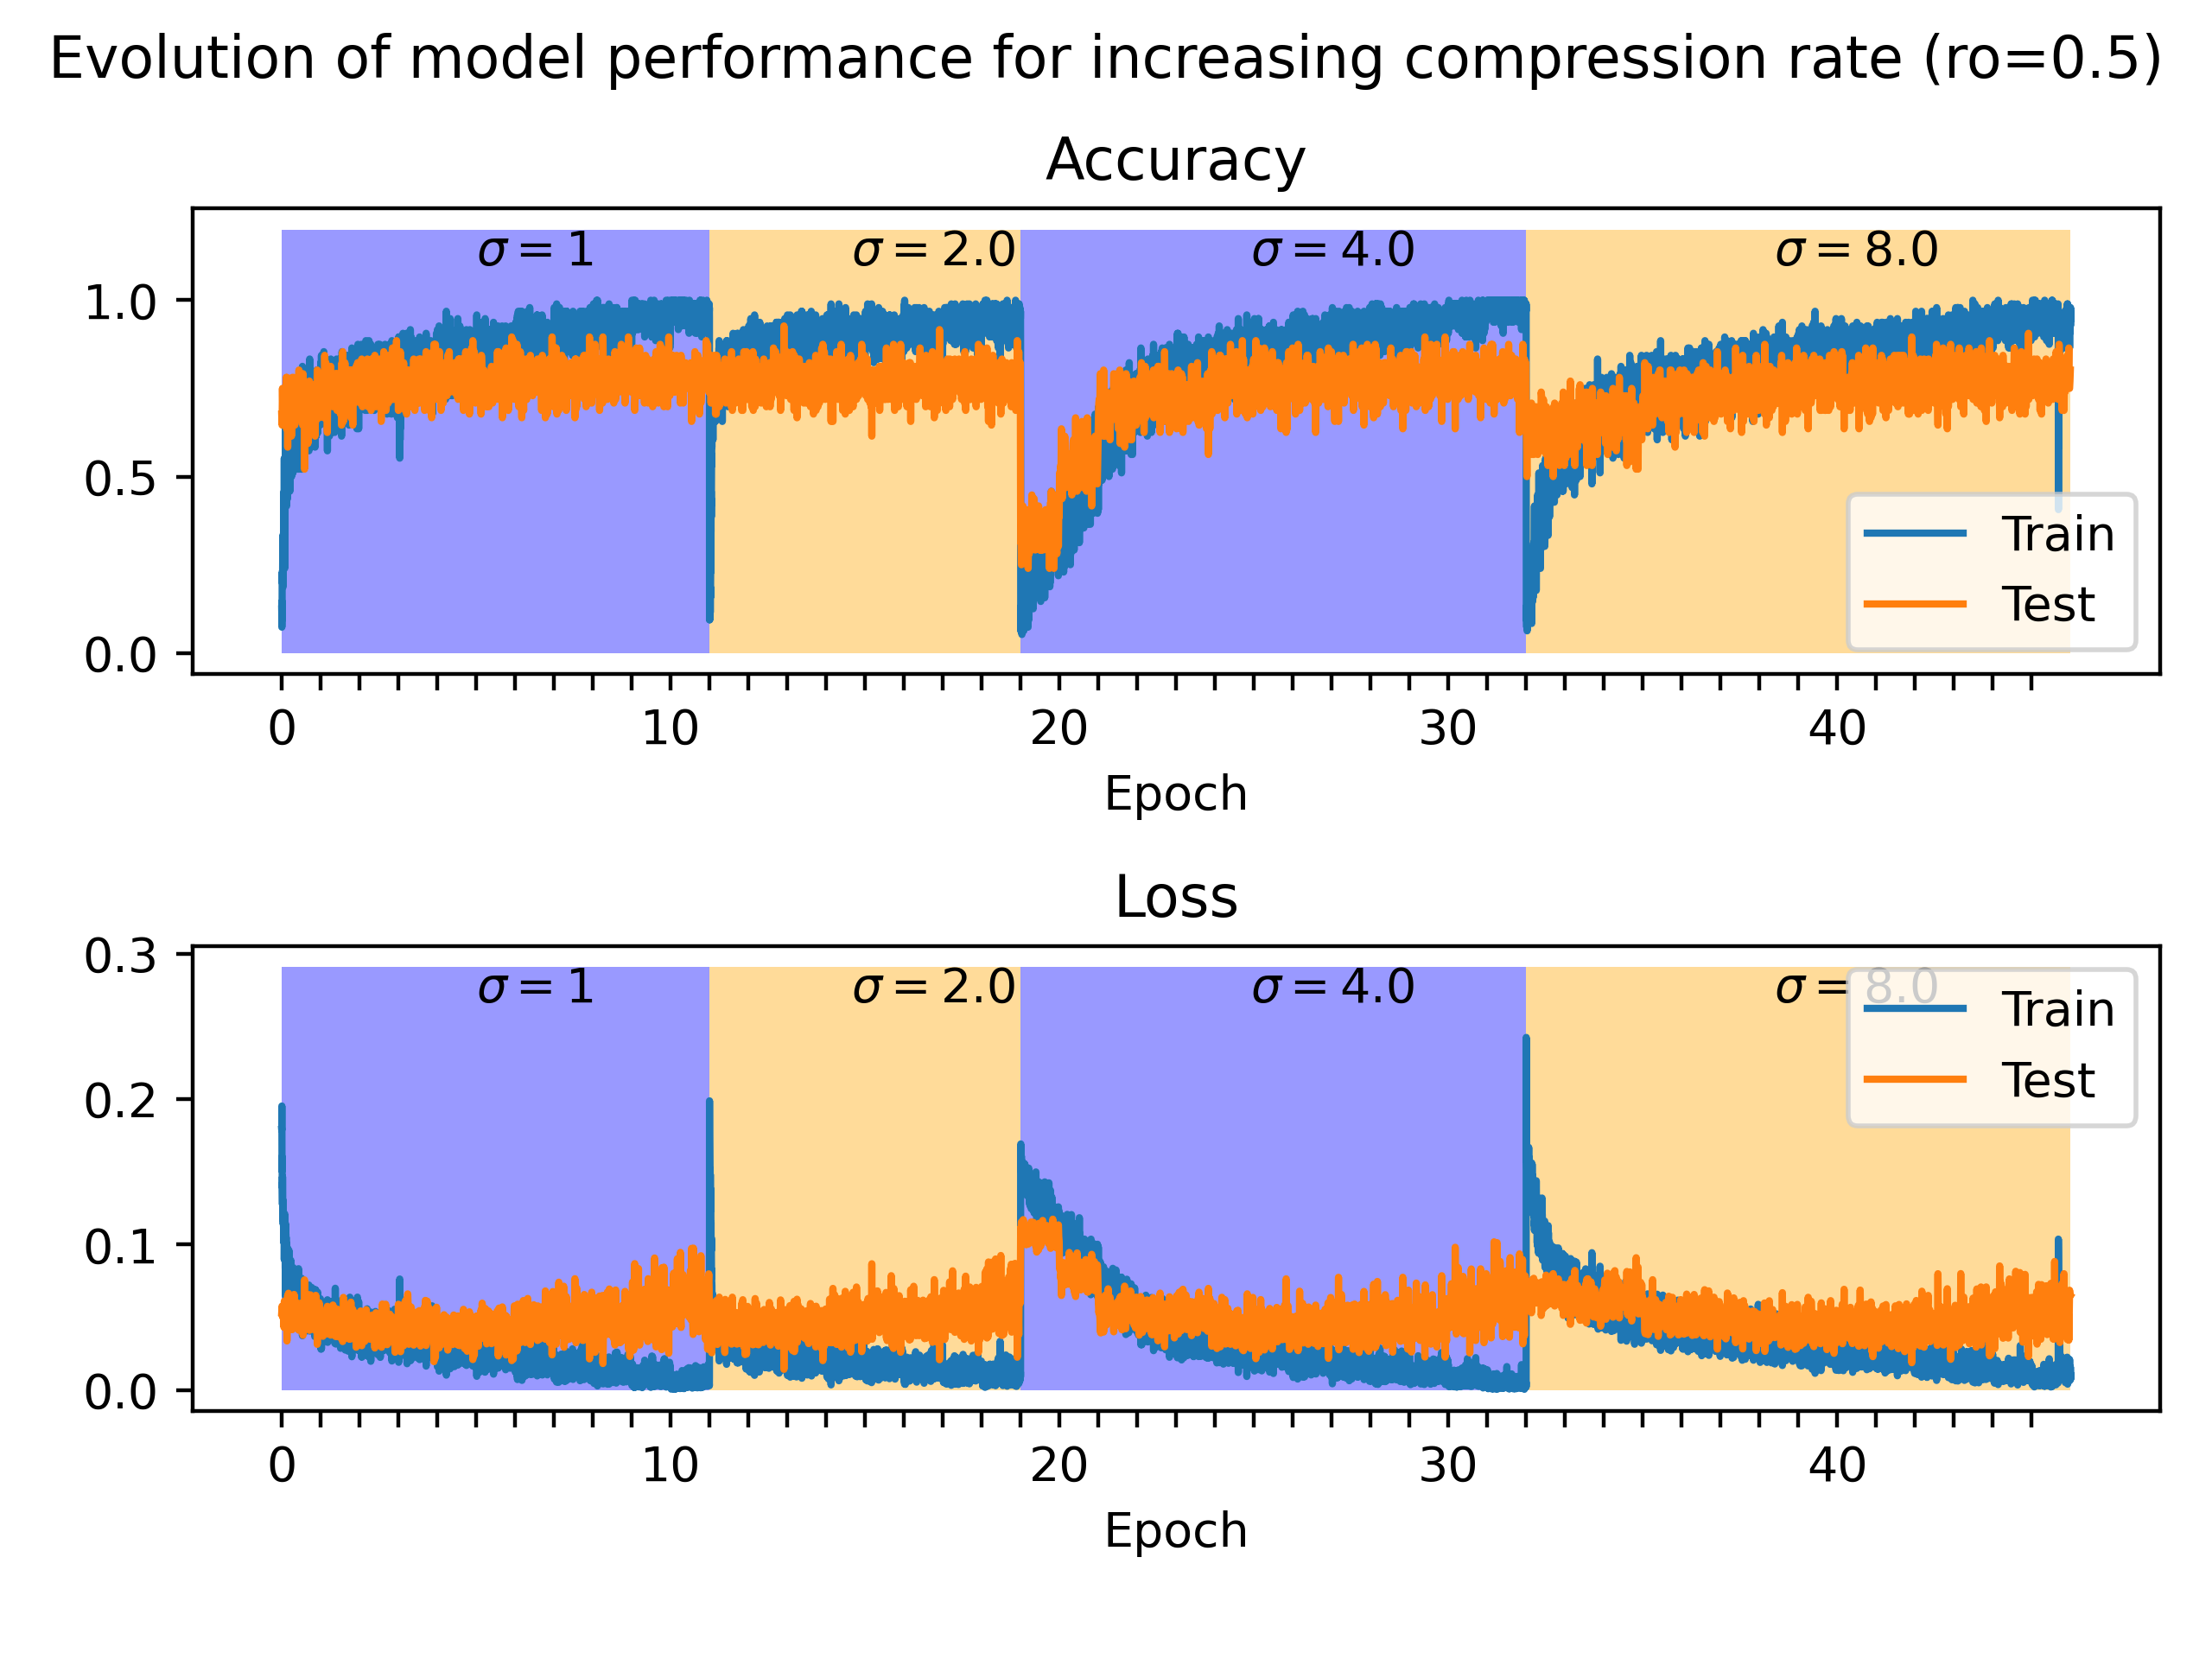 Evolution of model performance for increasing compression rate (ro=0.5)
Accuracy
σ = 1 σ = 2.0 σ = 4.0 σ = 8.0
1.0
0.5
0.0
Train
Test
0 10 20 30 40
Epoch
Loss
0.3
0.2
0.1
0.0
σ = 1 σ = 2.0 σ = 4.0 σ = 8.0
Train
Test
0 10 20 30 40
Epoch